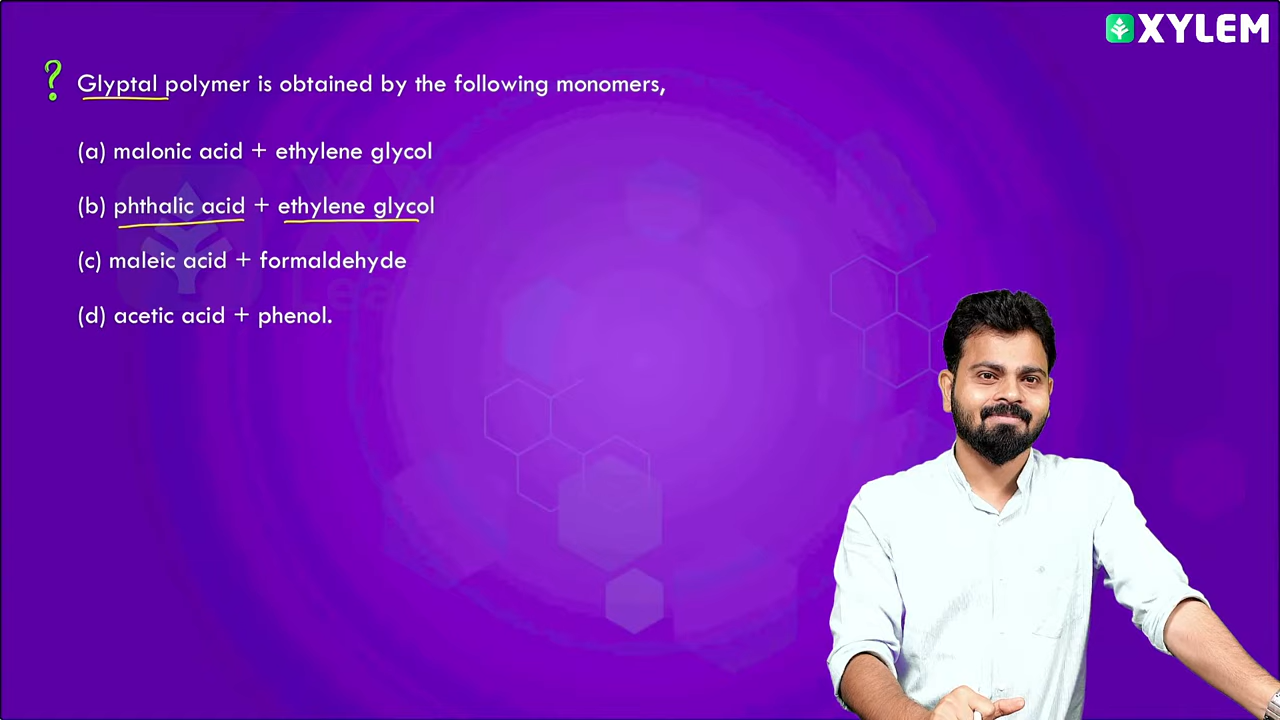 XYLEM
? Glyptal polymer is obtained by the following monomers,
(a) malonic acid + ethylene glycol
(b) phthalic acid + ethylene glycol
(c) maleic acid + formaldehyde
(d) acetic acid + phenol.